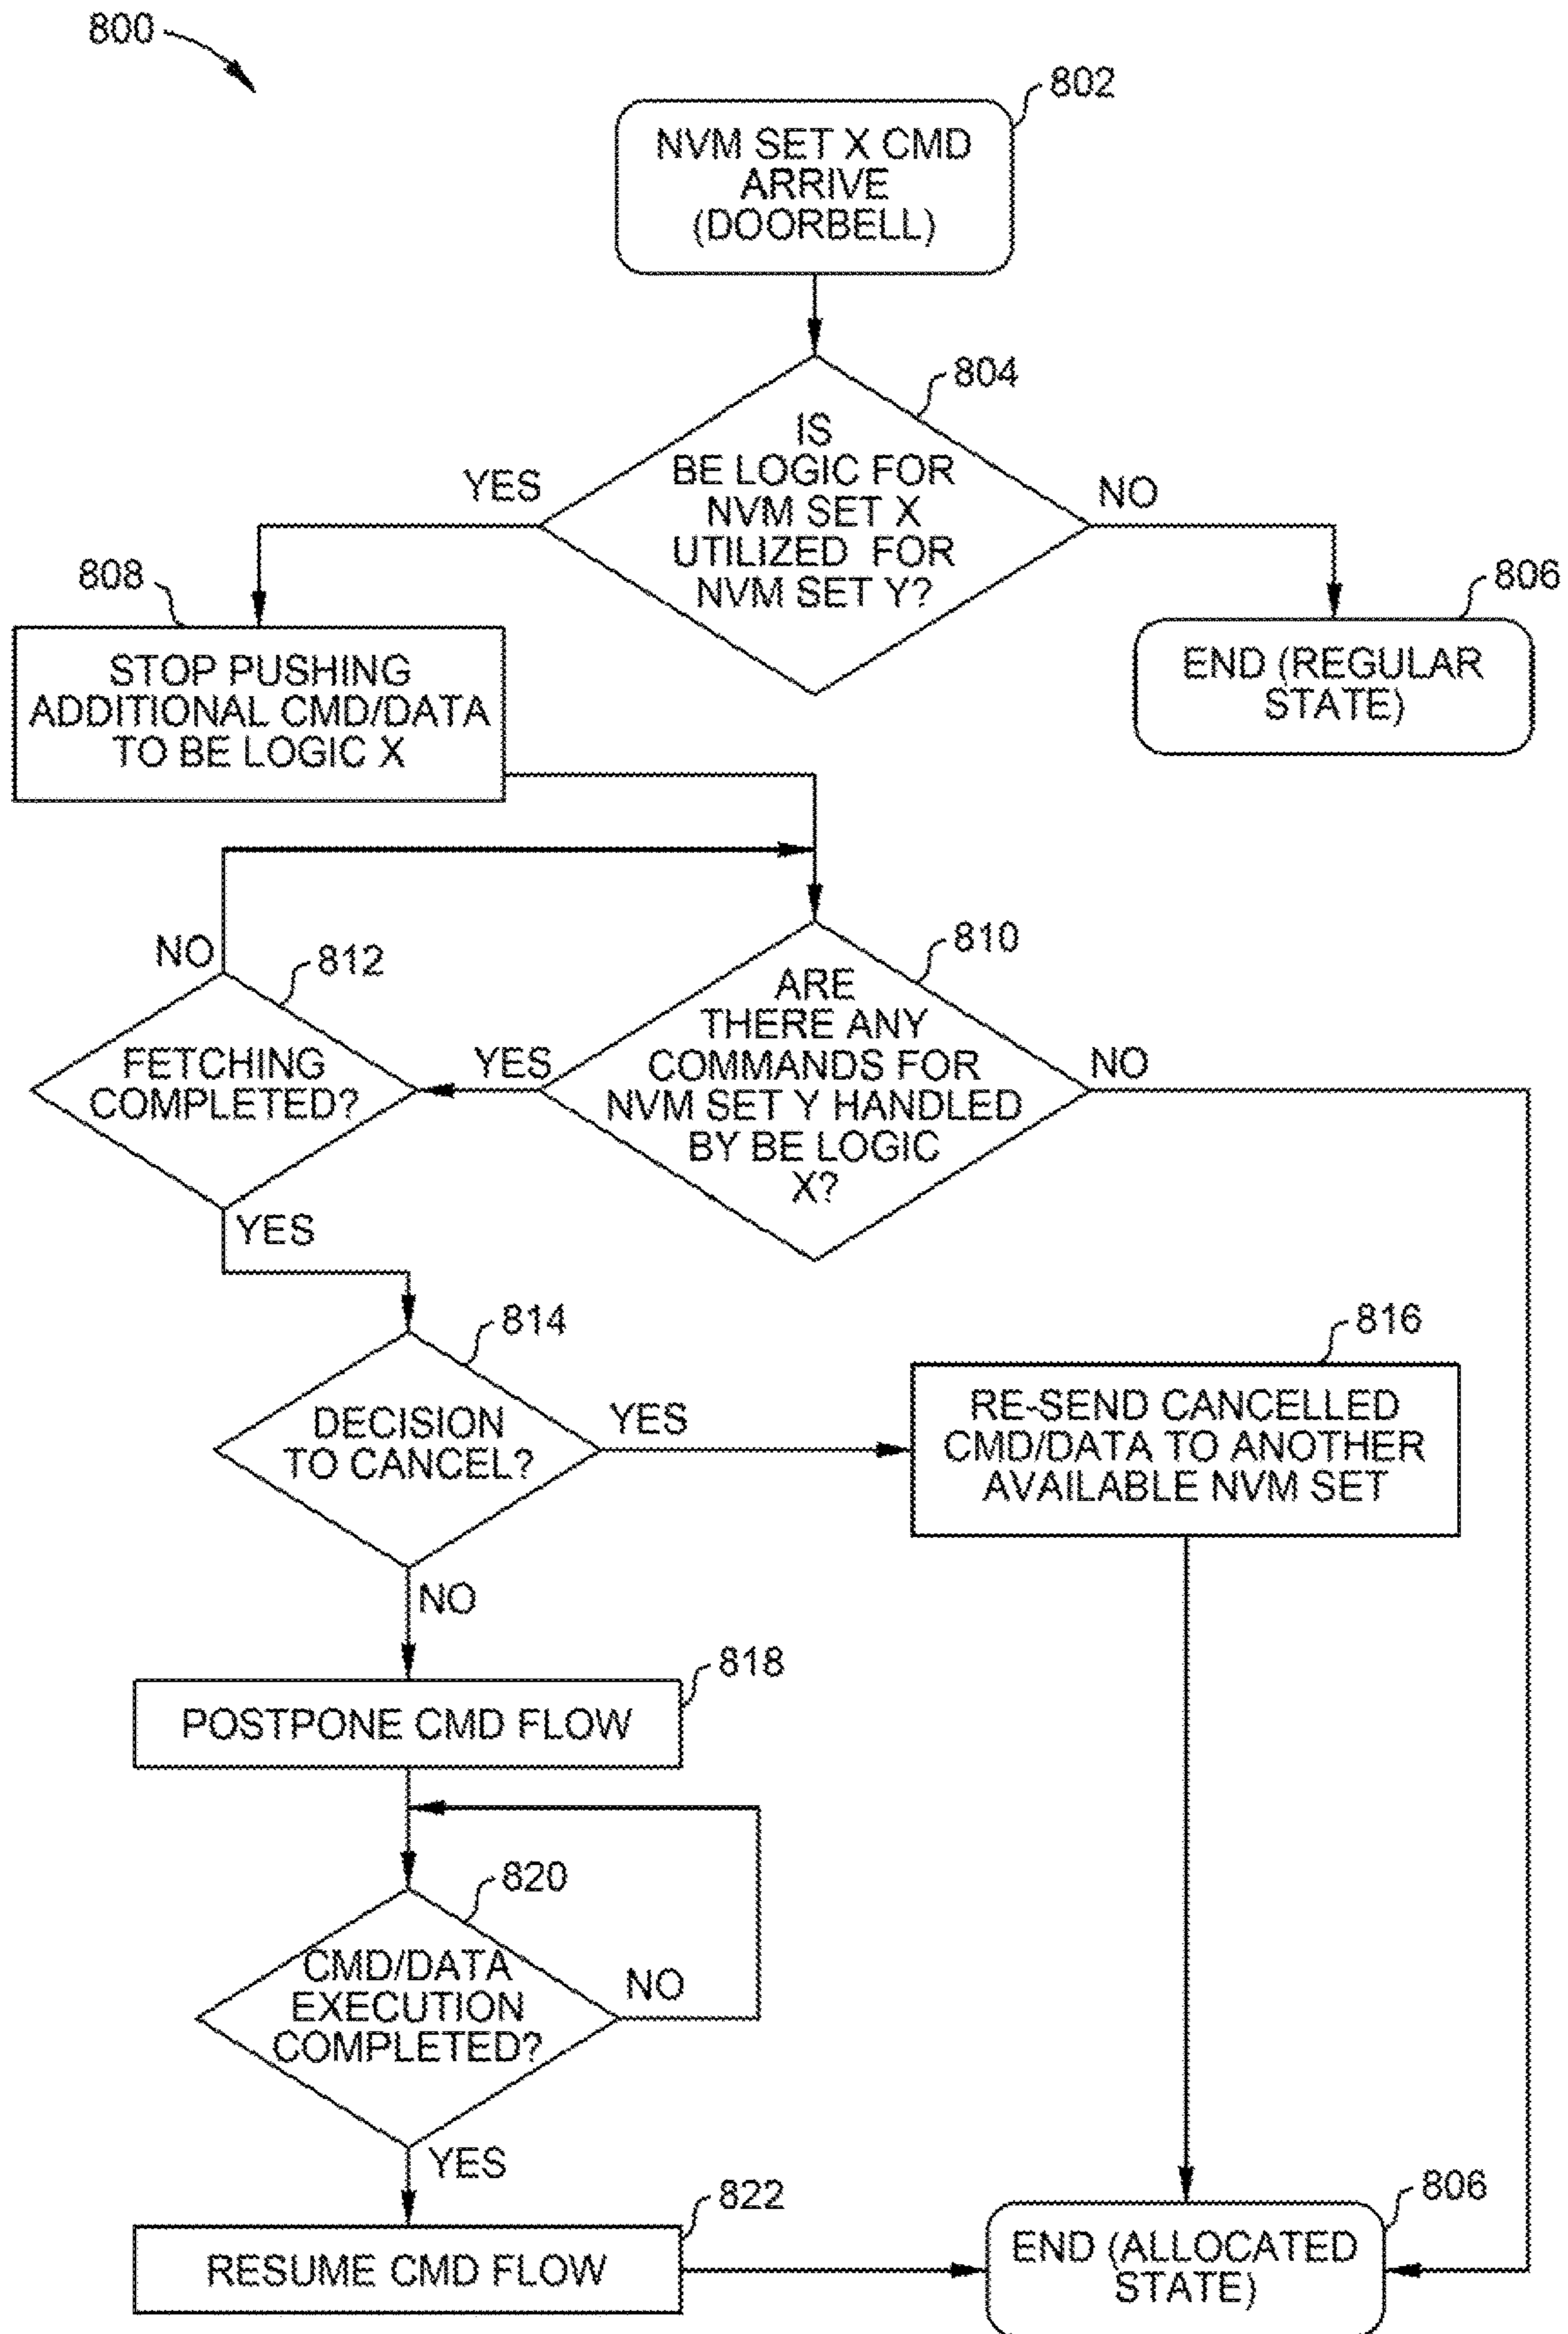 800
802
NVM SET X CMD
ARRIVE
(DOORBELL)
804
IS
BE LOGIC FOR
NVM SET X
UTILIZED FOR
NVM SET Y?
YES
NO
808
STOP PUSHING
ADDITIONAL CMD/DATA
TO BE LOGIC X
806
END (REGULAR
STATE)
810
ARE
THERE ANY
COMMANDS FOR
NVM SET Y HANDLED
BY BE LOGIC
X?
YES
NO
812
NO
FETCHING
COMPLETED?
YES
814
DECISION
TO CANCEL?
YES
816
RE-SEND CANCELLED
CMD/DATA TO ANOTHER
AVAILABLE NVM SET
NO
818
POSTPONE CMD FLOW
820
CMD/DATA
EXECUTION
COMPLETED?
NO
YES
822
RESUME CMD FLOW
806
END (ALLOCATED
STATE)